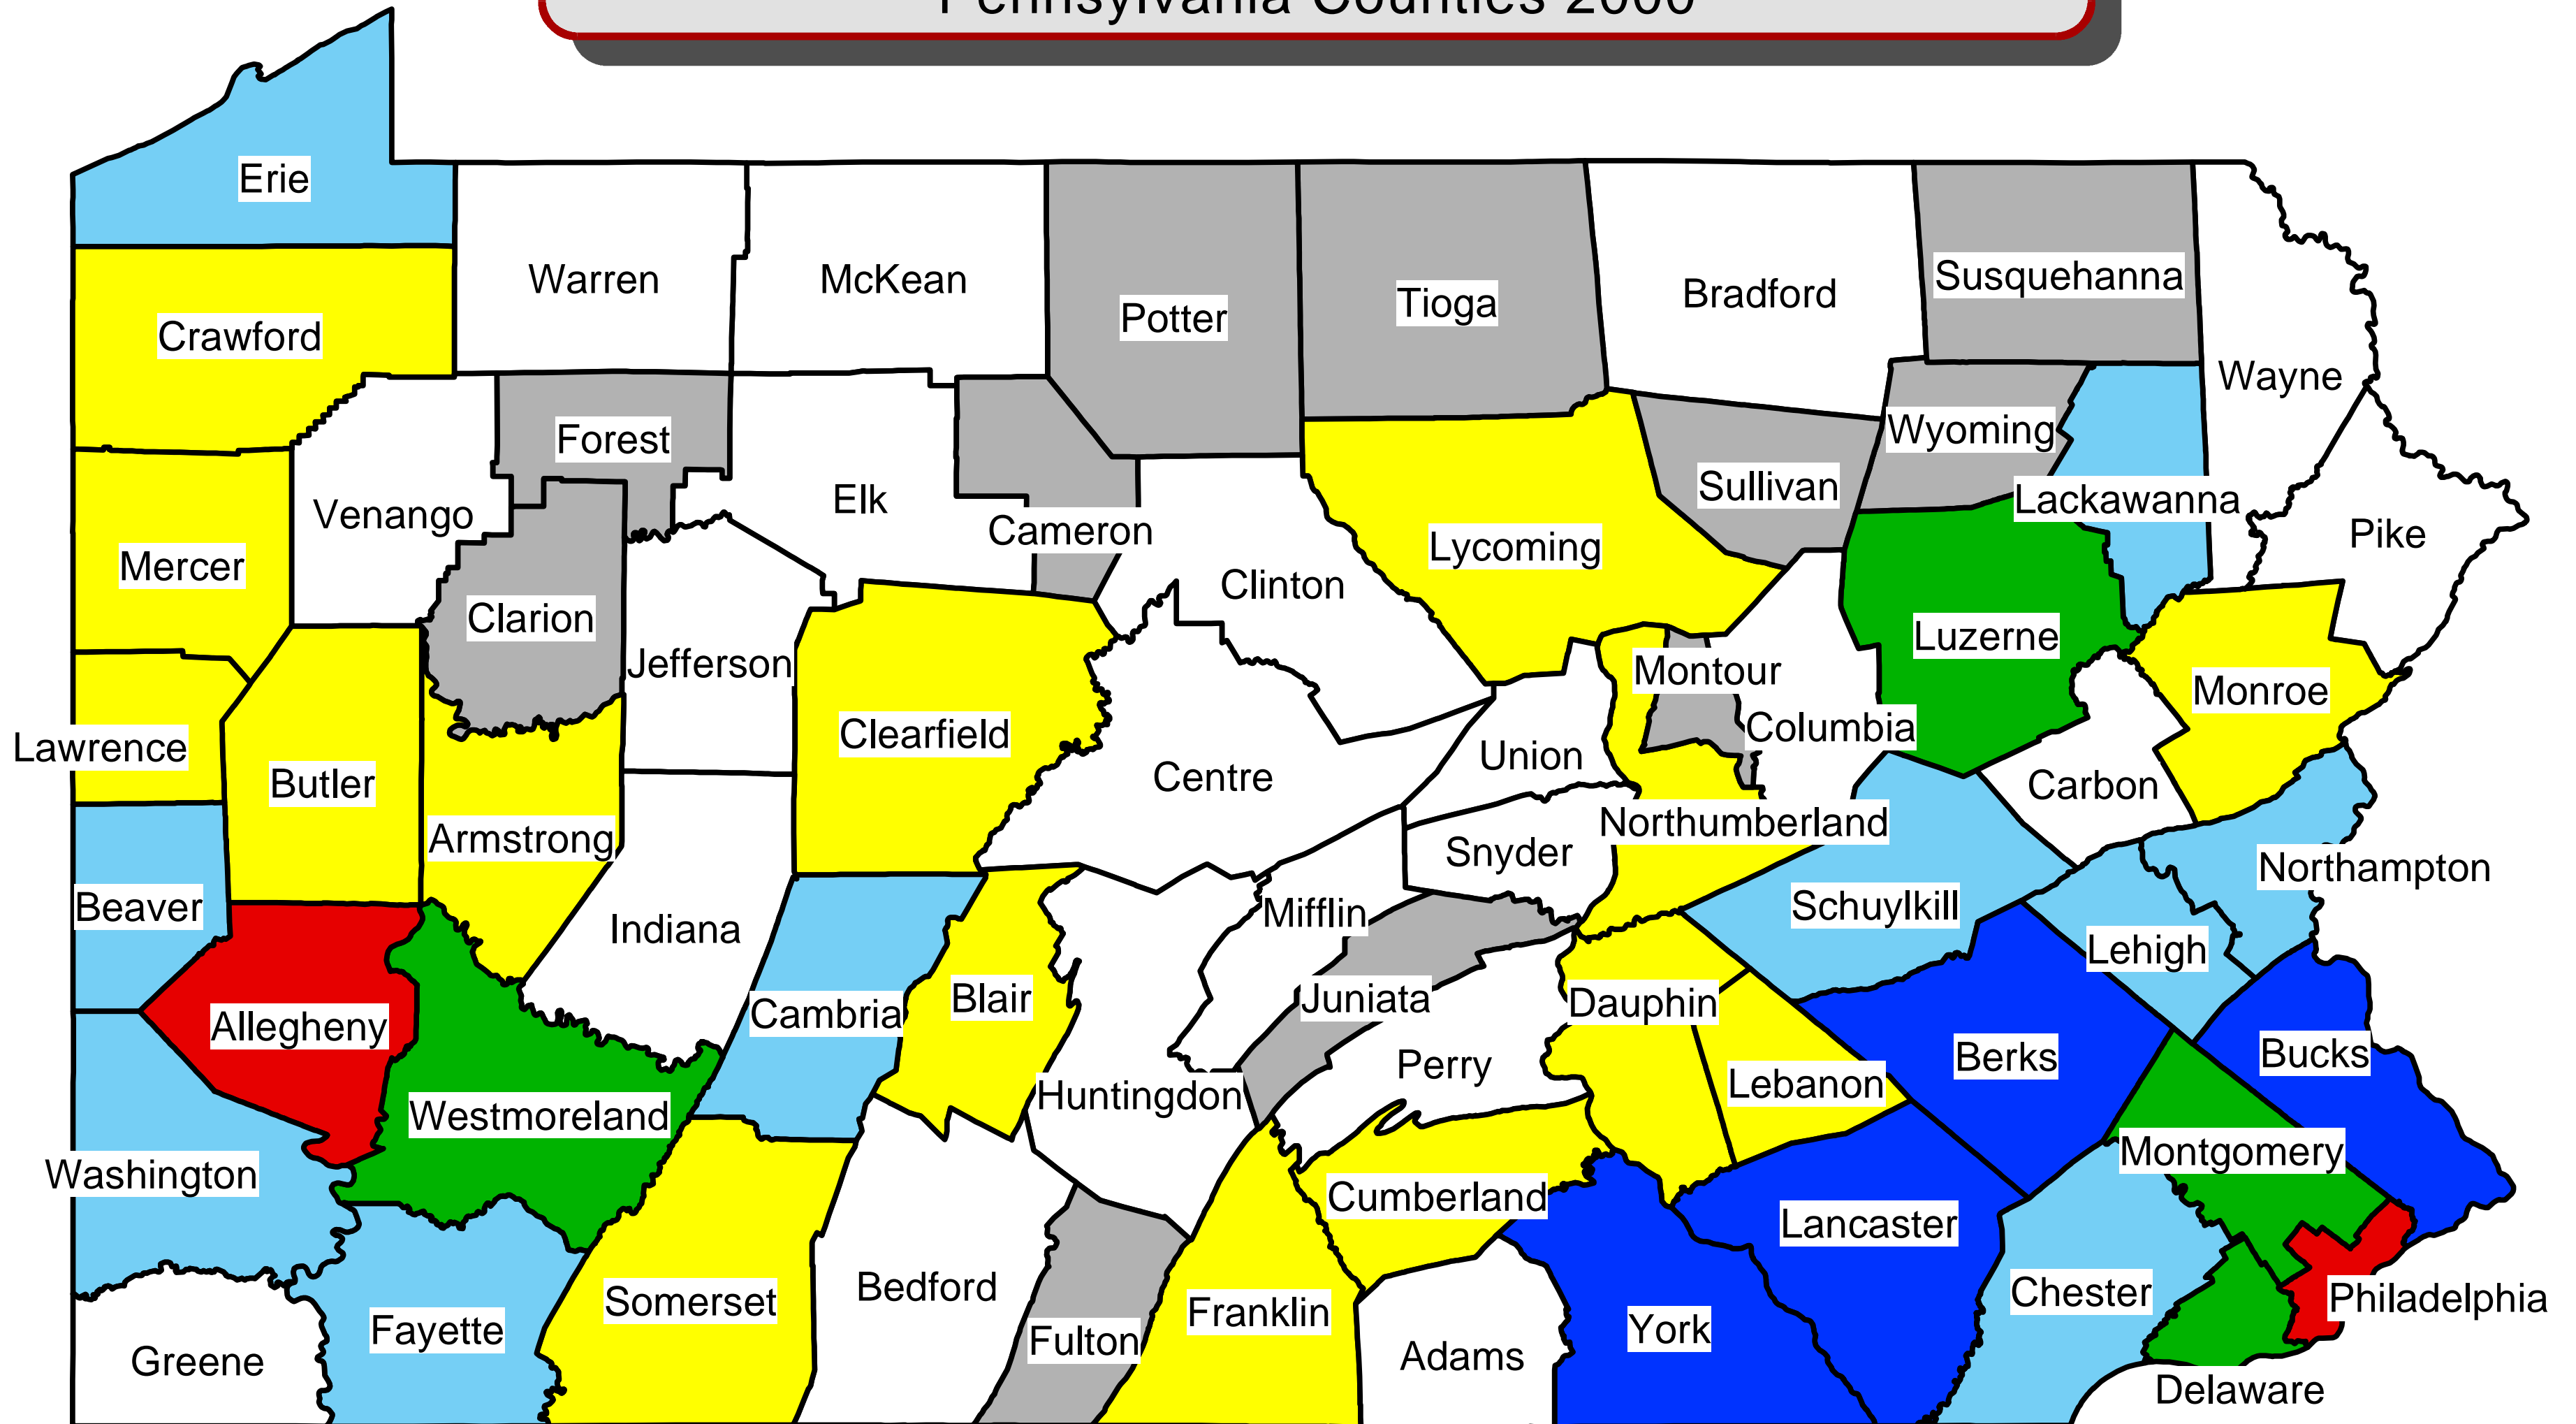 Pennsylvania Counties 2000
Erie
Warren
McKean
Potter
Tioga
Bradford
Susquehanna
Wayne
Crawford
Forest
Elk
Cameron
Wyoming
Lackawanna
Sullivan
Pike
Venango
Mercer
Clarion
Clinton
Lycoming
Luzerne
Jefferson
Montour
Monroe
Columbia
Lawrence
Butler
Clearfield
Centre
Union
Carbon
Armstrong
Northumberland
Snyder
Northampton
Beaver
Indiana
Mifflin
Schuylkill
Lehigh
Allegheny
Cambria
Blair
Juniata
Dauphin
Berks
Bucks
Westmoreland
Huntingdon
Perry
Lebanon
Montgomery
Washington
Cumberland
Lancaster
Somerset
Bedford
Franklin
Chester
Philadelphia
Greene
Fayette
Fulton
Adams
York
Delaware